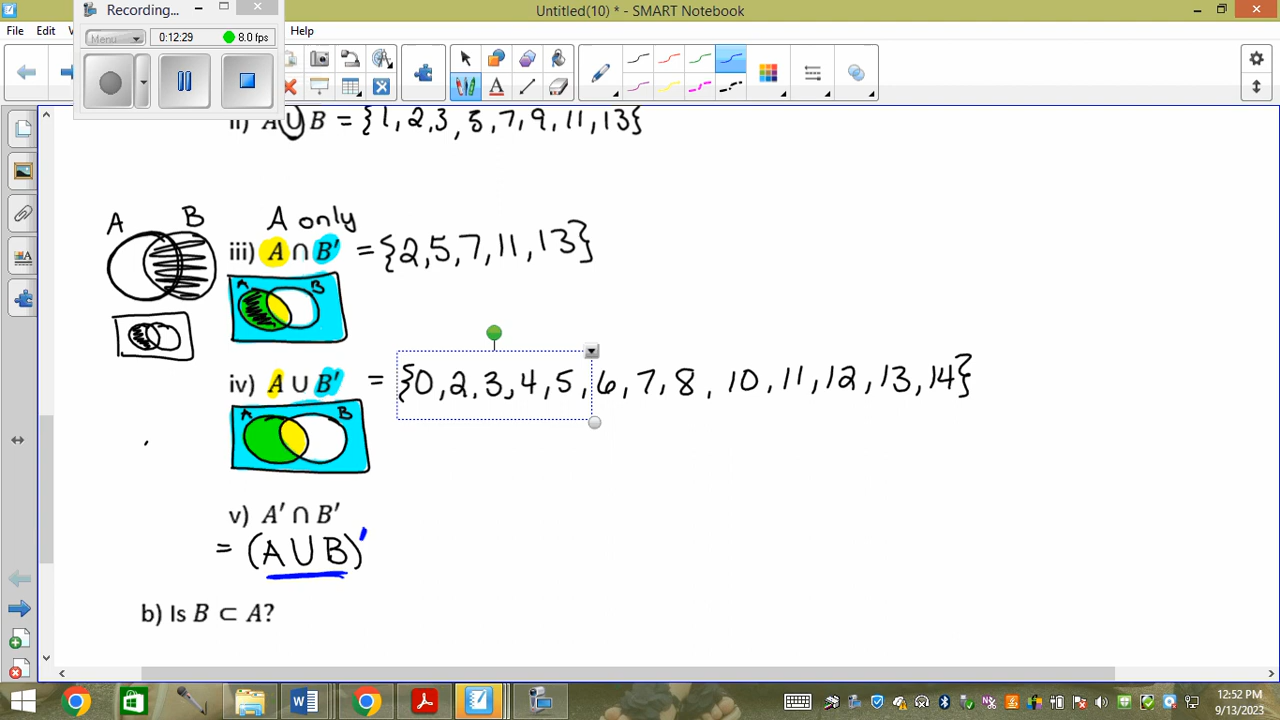 Recording...
Untitled(10) * - SMART Notebook
Menu
0:12:29
8.0 fps
File
Edit
Help
ii) A ∪ B = {1, 2, 3, 5, 7, 9, 11, 13}
A B
A only
iii) A ∩ B′ = {2, 5, 7, 11, 13}
A B
iv) A ∪ B′ = {0, 2, 3, 4, 5, 6, 7, 8, 10, 11, 12, 13, 14}
A B
v) A′ ∩ B′
= (A ∪ B)′
b) Is B ⊂ A?
12:52 PM
9/13/2023